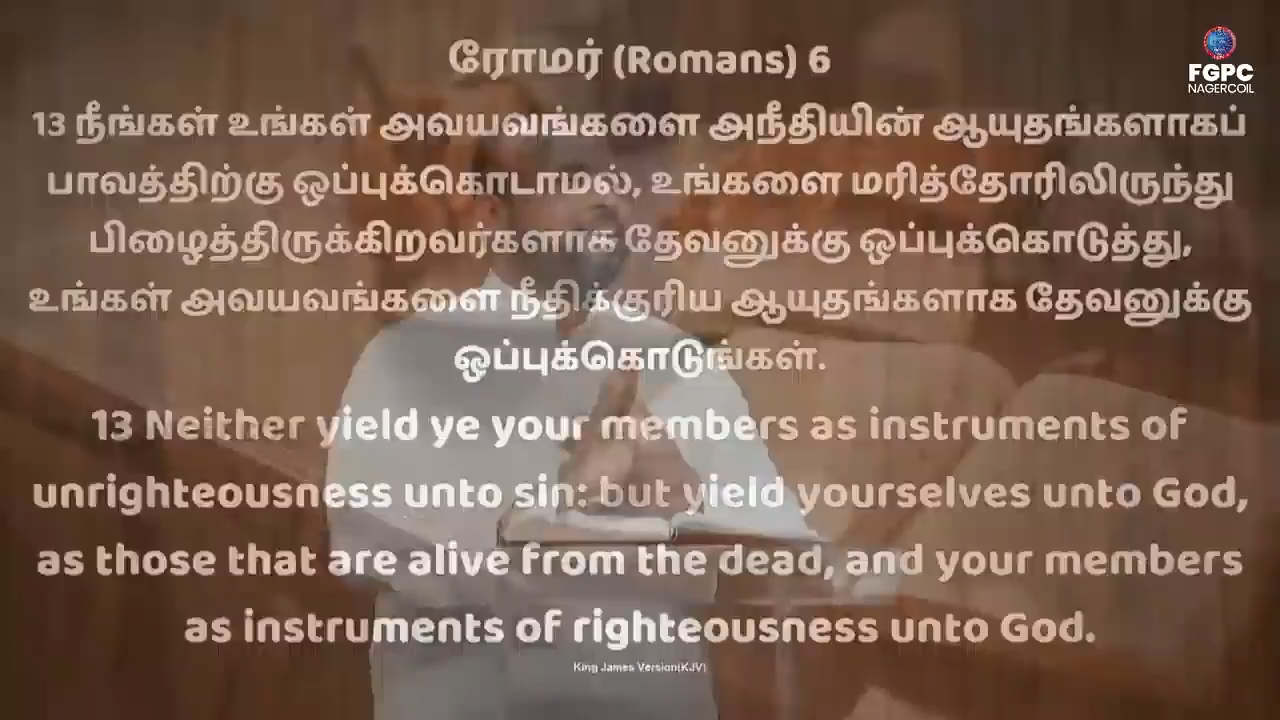 ரோமர் (Romans) 6
FGPC
NAGERCOIL
13 நீங்கள் உங்கள் அவயவங்களை அநீதியின் ஆயுதங்களாகப்
பாவத்திற்கு ஒப்புக்கொடாமல், உங்களை மரித்தோரிலிருந்து
பிழைத்திருக்கிறவர்களாக தேவனுக்கு ஒப்புக்கொடுத்து,
உங்கள் அவயவங்களை நீதிக்குரிய ஆயுதங்களாக தேவனுக்கு
ஒப்புக்கொடுங்கள்.
13 Neither yield ye your members as instruments of
unrighteousness unto sin: but yield yourselves unto God,
as those that are alive from the dead, and your members
as instruments of righteousness unto God.
King James Version(KJV)